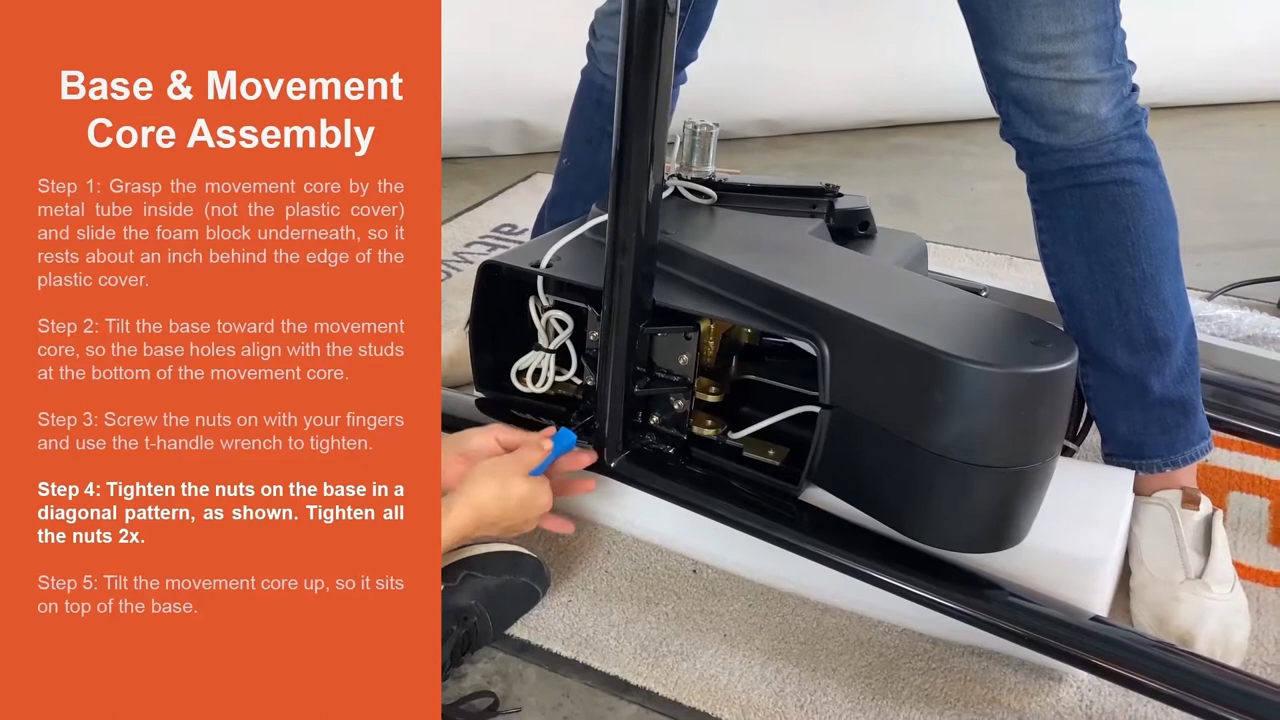 Base & Movement
Core Assembly
Step 1: Grasp the movement core by the
metal tube inside (not the plastic cover)
and slide the foam block underneath, so it
rests about an inch behind the edge of the
plastic cover.
Step 2: Tilt the base toward the movement
core, so the base holes align with the studs
at the bottom of the movement core.
Step 3: Screw the nuts on with your fingers
and use the t-handle wrench to tighten.
Step 4: Tighten the nuts on the base in a
diagonal pattern, as shown. Tighten all
the nuts 2x.
Step 5: Tilt the movement core up, so it sits
on top of the base.